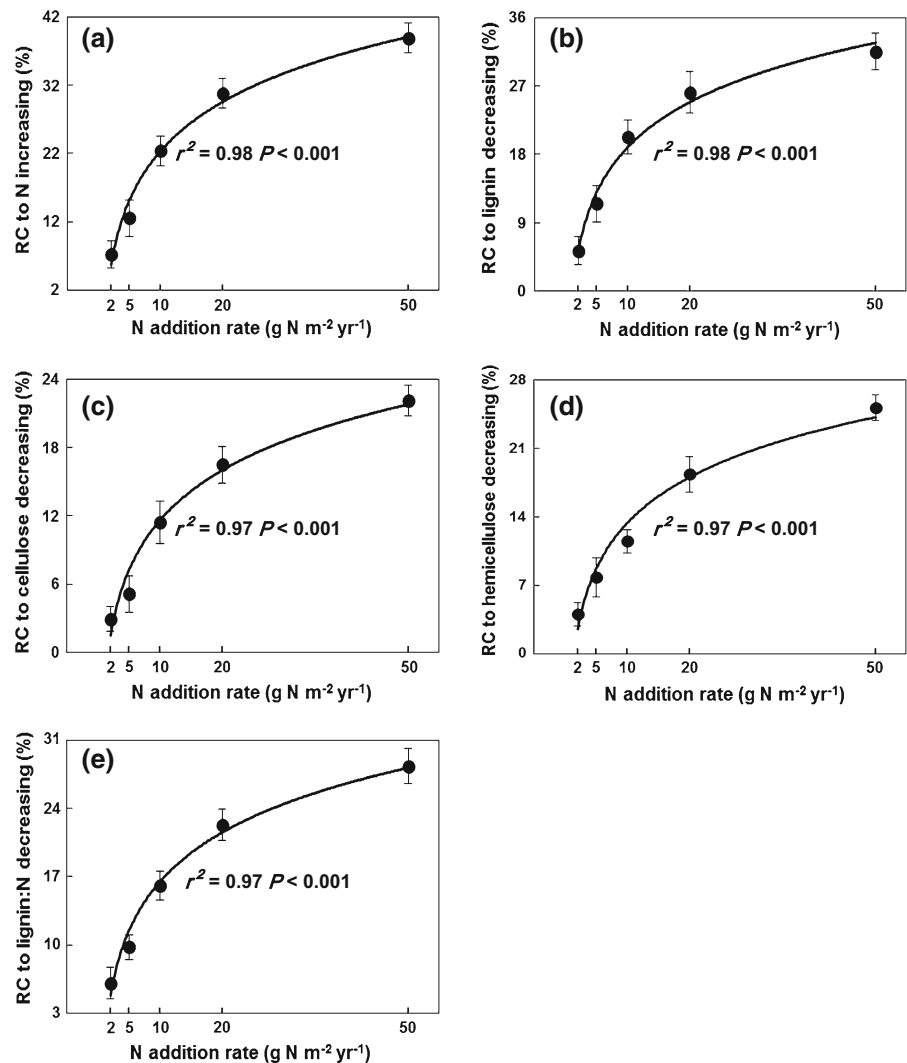 (a)
RC to N increasing (%)
42
32
22
12
2
r² = 0.98 P < 0.001
2 5 10 20 50
N addition rate (g N m⁻² yr⁻¹)
(b)
RC to lignin decreasing (%)
36
27
18
9
0
r² = 0.98 P < 0.001
2 5 10 20 50
N addition rate (g N m⁻² yr⁻¹)
(c)
RC to cellulose decreasing (%)
24
18
12
6
0
r² = 0.97 P < 0.001
2 5 10 20 50
N addition rate (g N m⁻² yr⁻¹)
(d)
RC to hemicellulose decreasing (%)
28
21
14
7
0
r² = 0.97 P < 0.001
2 5 10 20 50
N addition rate (g N m⁻² yr⁻¹)
(e)
RC to lignin:N decreasing (%)
31
24
17
10
3
r² = 0.97 P < 0.001
2 5 10 20 50
N addition rate (g N m⁻² yr⁻¹)